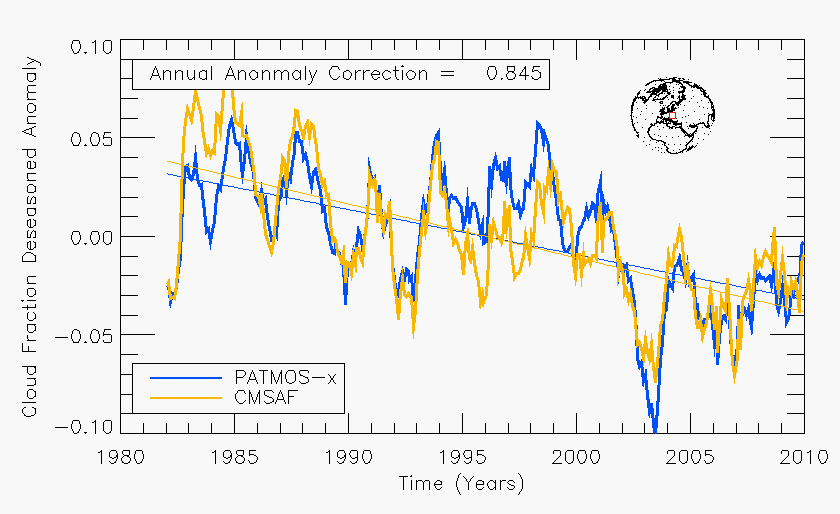 0.10
0.05
0.00
-0.05
-0.10
Cloud Fraction Deseasoned Anomaly
Annual Anonmaly Correction = 0.845
PATMOS-x
CMSAF
1980 1985 1990 1995 2000 2005 2010
Time (Years)